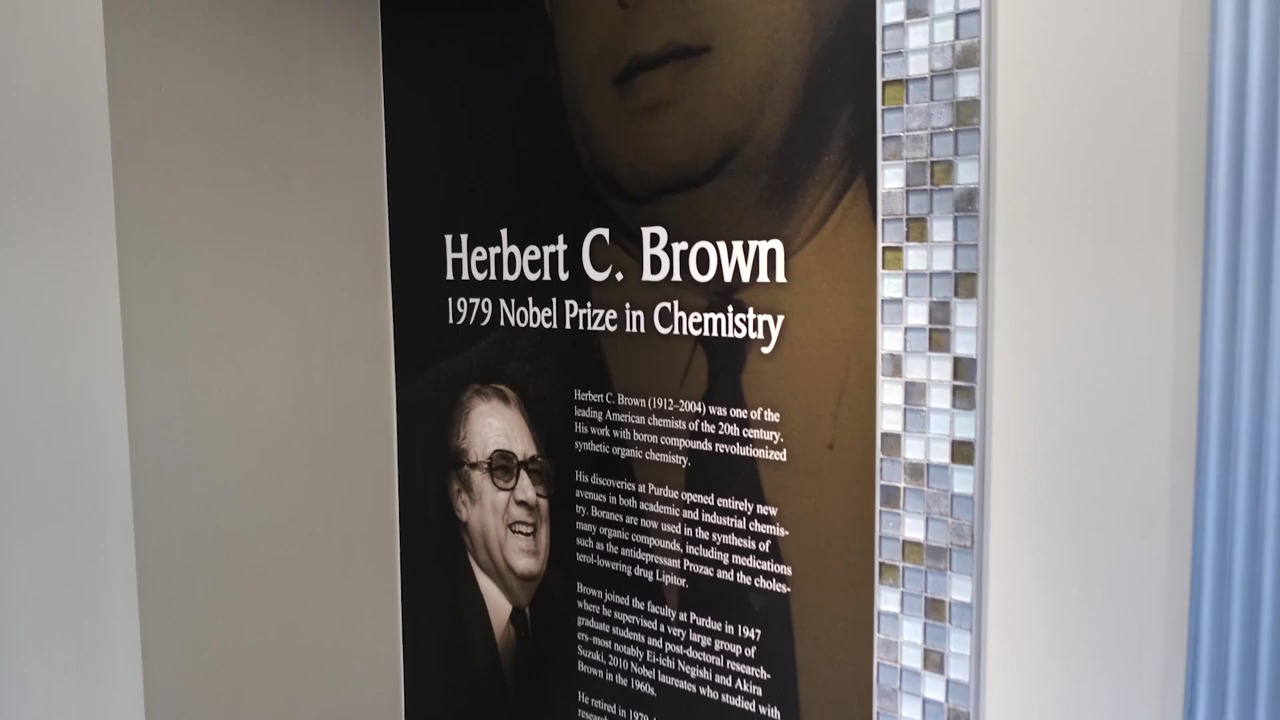 Herbert C. Brown
1979 Nobel Prize in Chemistry
Herbert C. Brown (1912–2004) was one of the
leading American chemists of the 20th century.
His work with boron compounds revolutionized
synthetic organic chemistry.
His discoveries at Purdue opened entirely new
avenues in both academic and industrial chemis-
try. Boranes are now used in the synthesis of
many organic compounds, including medications
such as the antidepressant Prozac and the choles-
terol-lowering drug Lipitor.
Brown joined the faculty at Purdue in 1947
where he supervised a very large group of
graduate students and post-doctoral research-
ers–most notably Ei-ichi Negishi and Akira
Suzuki, 2010 Nobel laureates who studied with
Brown in the 1960s.
He retired in 1979